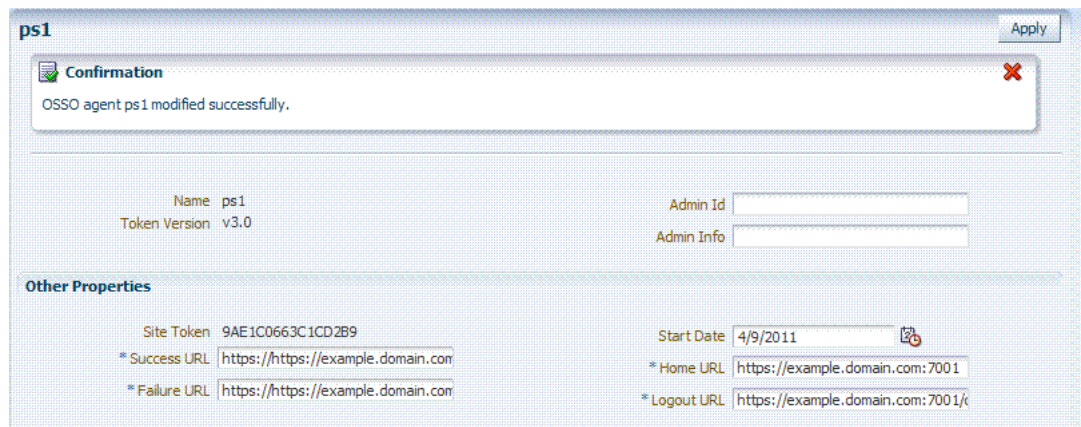 ps1
Apply
Confirmation
OSSO agent ps1 modified successfully.
Name ps1
Token Version v3.0
Admin Id
Admin Info
Other Properties
Site Token 9AE1C0663C1CD2B9
* Success URL https://https://example.domain.com
* Failure URL https://https://example.domain.com
Start Date 4/9/2011
* Home URL https://example.domain.com:7001
* Logout URL https://example.domain.com:7001/